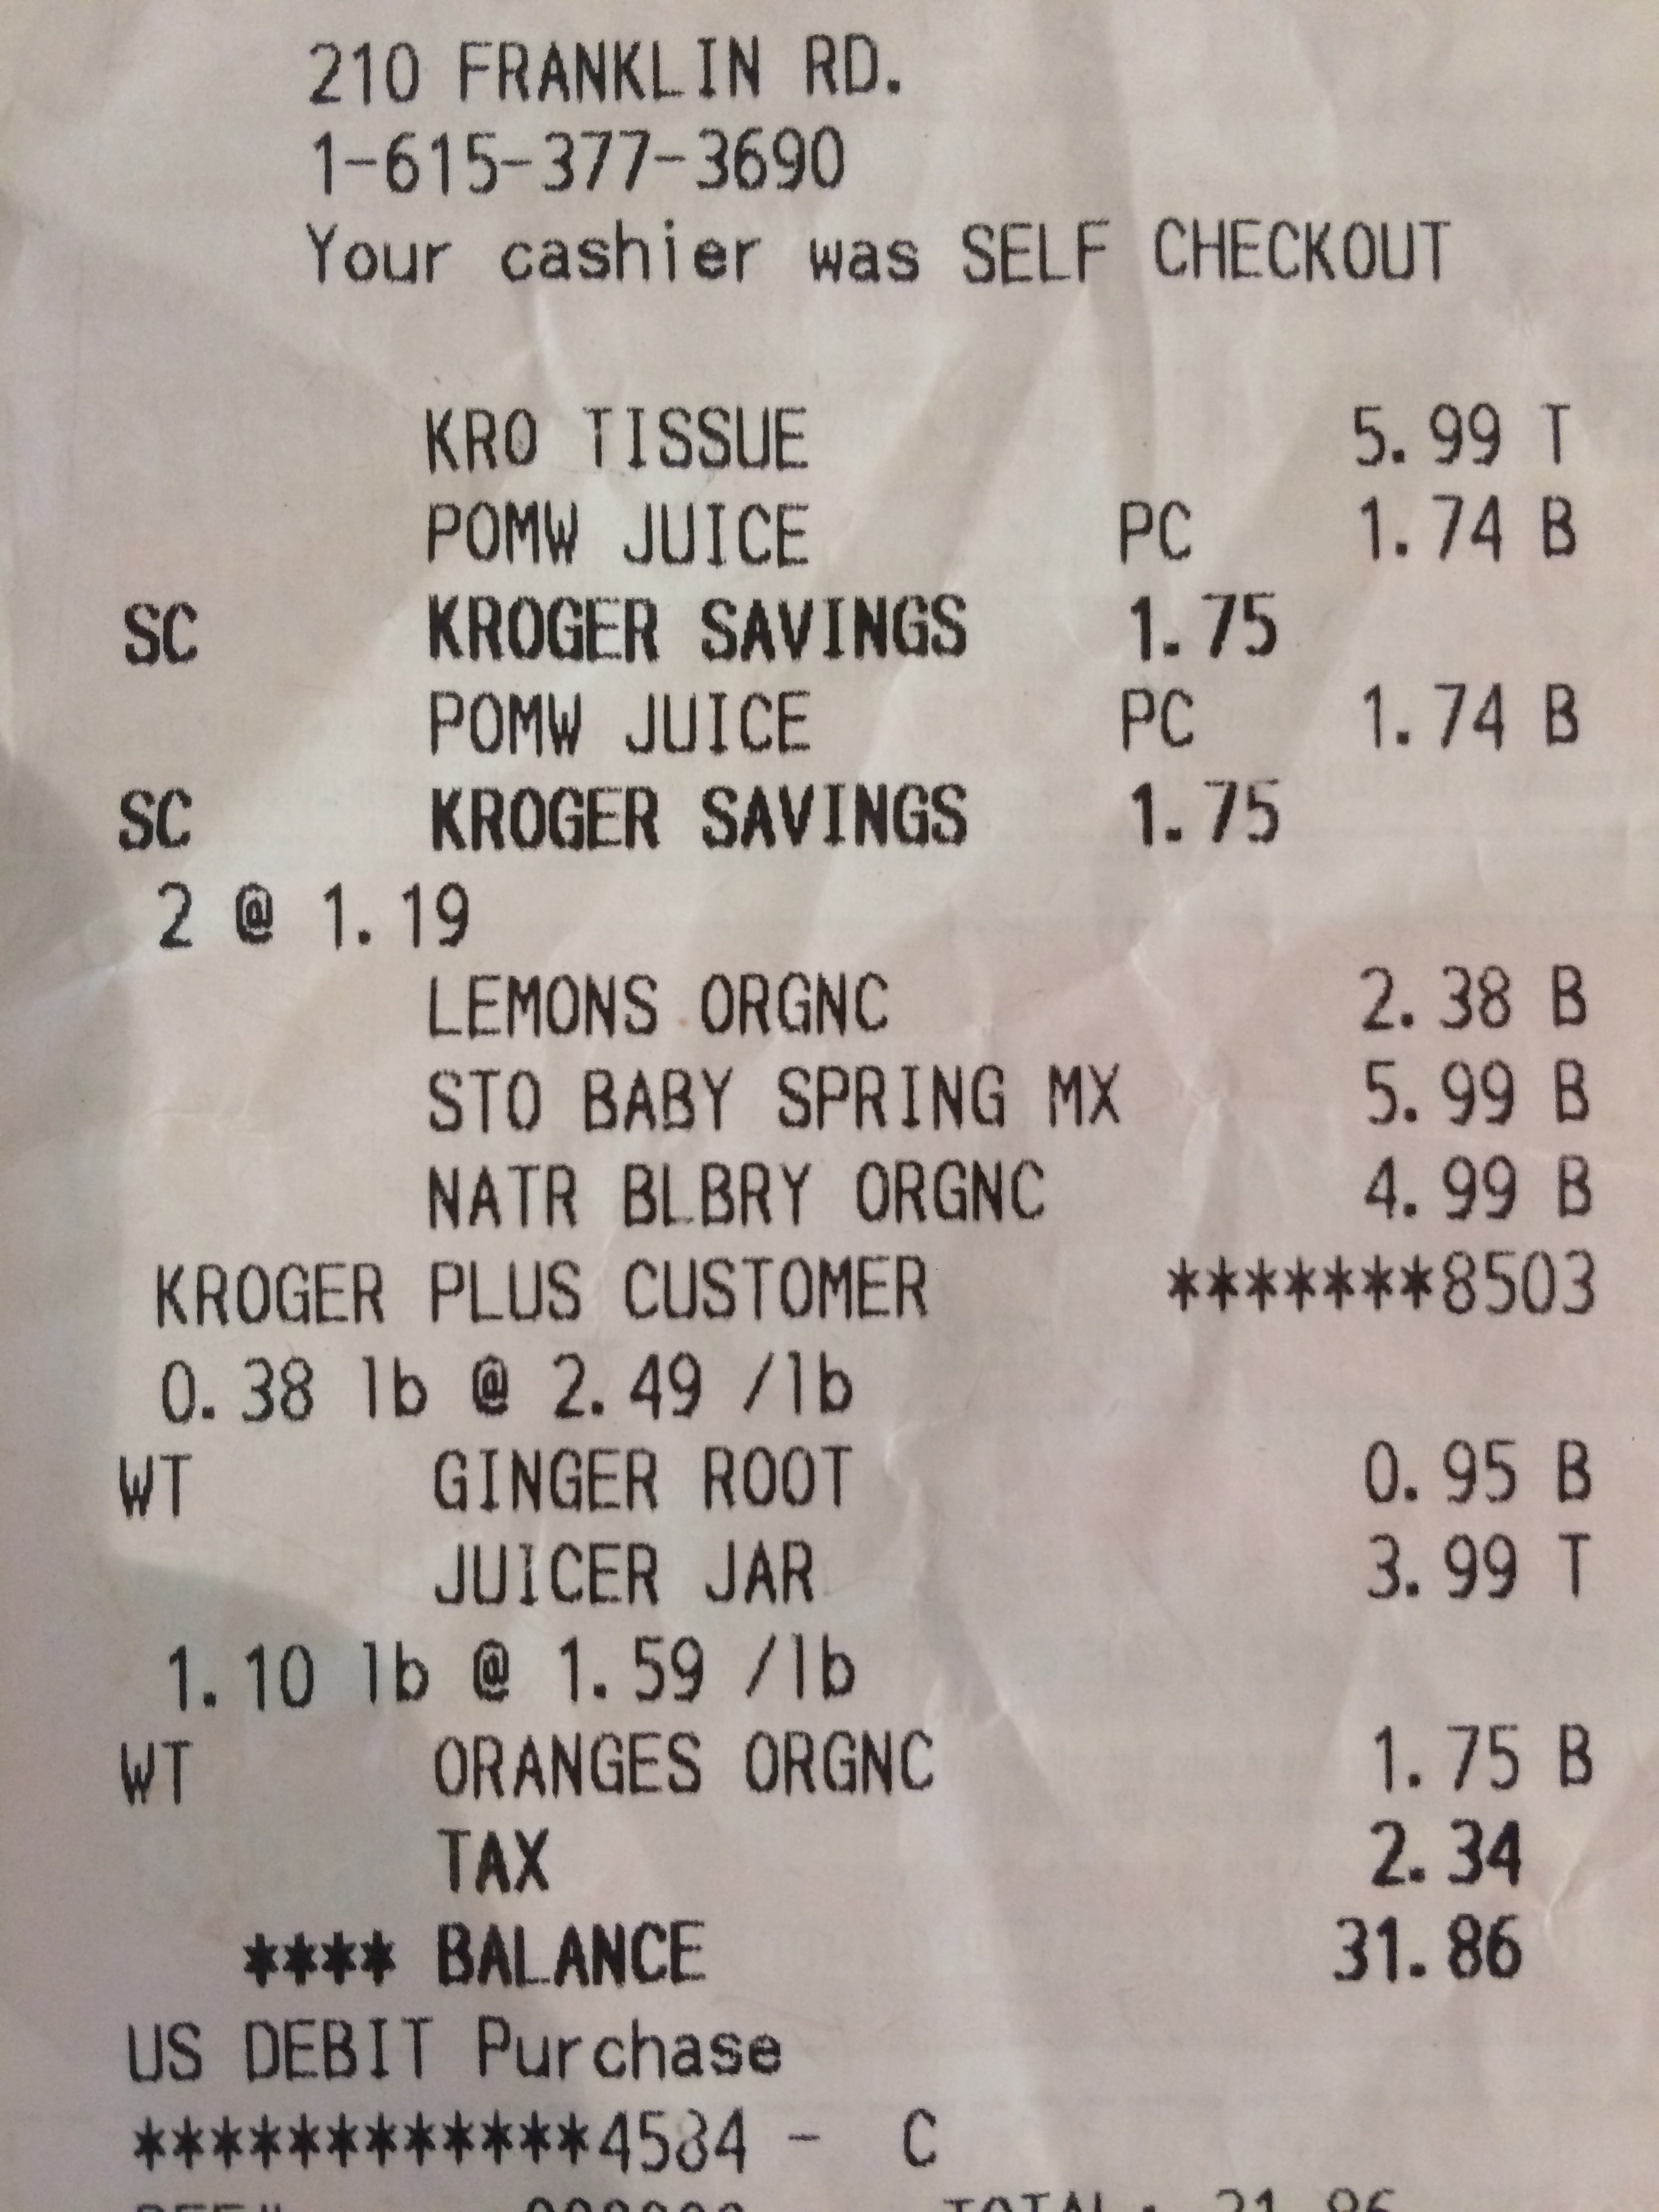 210 FRANKLIN RD.
1-615-377-3690
Your cashier was SELF CHECKOUT
KRO TISSUE 5.99 T
POMW JUICE PC 1.74 B
SC KROGER SAVINGS 1.75
POMW JUICE PC 1.74 B
SC KROGER SAVINGS 1.75
2 @ 1.19
LEMONS ORGNC 2.38 B
STO BABY SPRING MX 5.99 B
NATR BLBRY ORGNC 4.99 B
KROGER PLUS CUSTOMER *******8503
0.38 lb @ 2.49 /lb
WT GINGER ROOT 0.95 B
JUICER JAR 3.99 T
1.10 lb @ 1.59 /lb
WT ORANGES ORGNC 1.75 B
TAX 2.34
**** BALANCE 31.86
US DEBIT Purchase
************4584 - C
TOTAL: 31.86